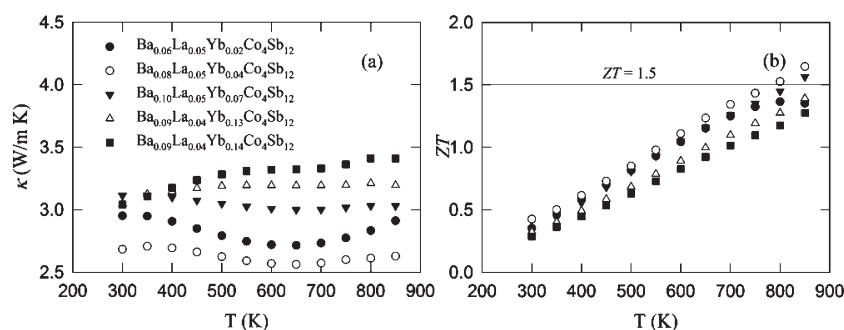 4.5
4.0
3.5
3.0
2.5
κ (W/m K)
Ba0.06La0.05Yb0.02Co4Sb12
Ba0.08La0.05Yb0.04Co4Sb12
Ba0.10La0.05Yb0.07Co4Sb12
Ba0.09La0.04Yb0.13Co4Sb12
Ba0.09La0.04Yb0.14Co4Sb12
(a)
200 300 400 500 600 700 800 900
T (K)
2.0
1.5
1.0
0.5
0.0
ZT
(b)
ZT = 1.5
200 300 400 500 600 700 800 900
T (K)